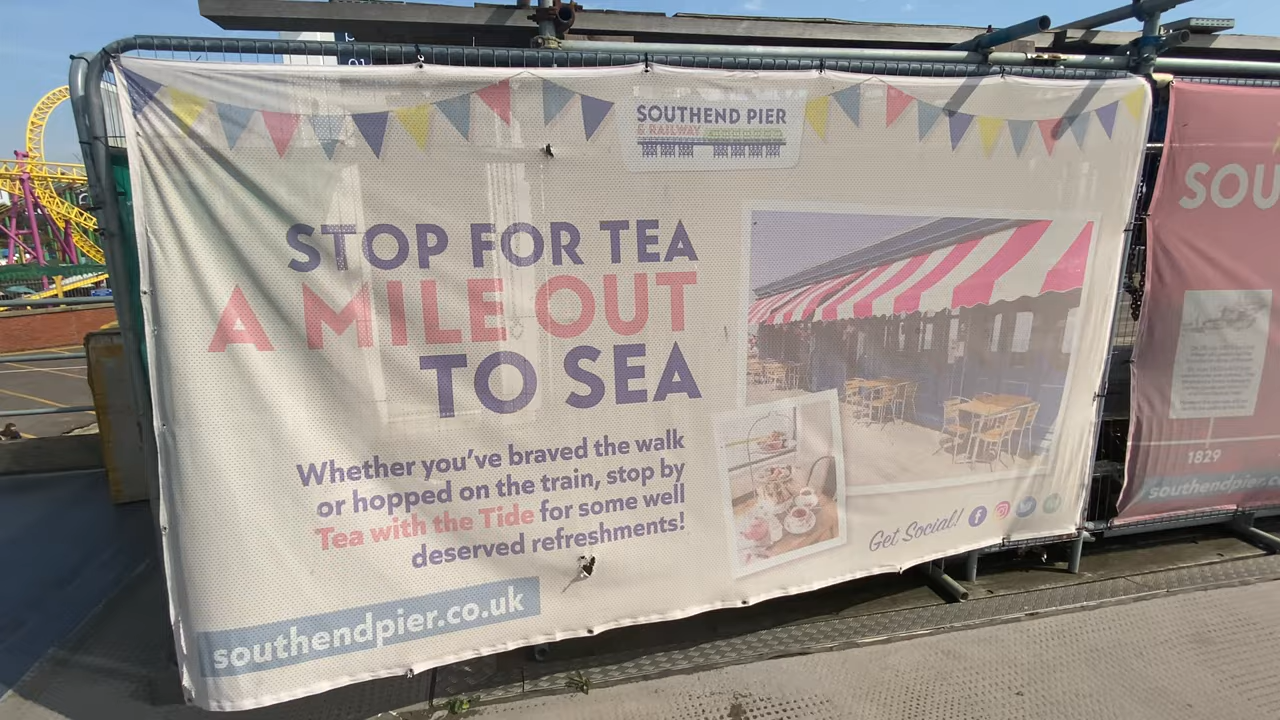 SOUTHEND PIER
& RAILWAY
STOP FOR TEA
A MILE OUT
TO SEA
Whether you've braved the walk
or hopped on the train, stop by
Tea with the Tide for some well
deserved refreshments!
Get Social!
southendpier.co.uk
SOU
1829
southendpier.c